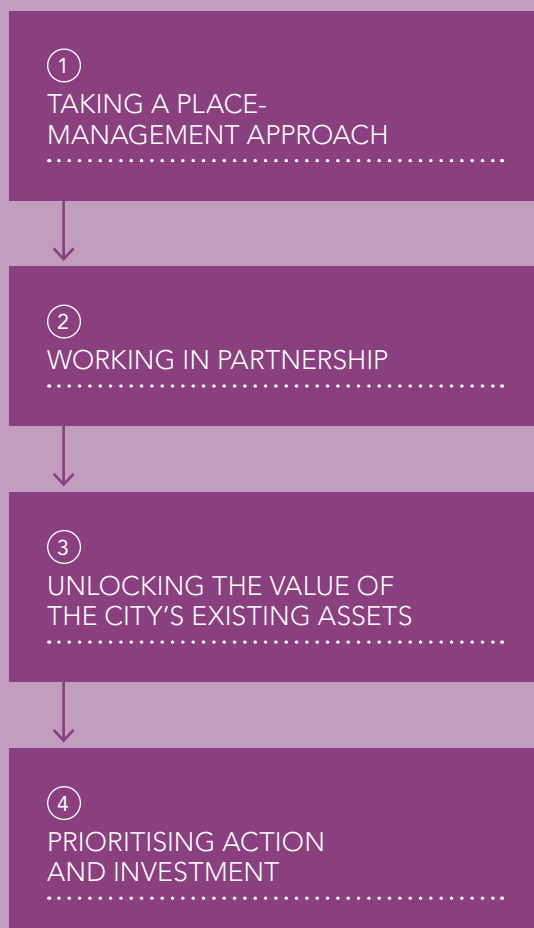 1
TAKING A PLACE-
MANAGEMENT APPROACH
2
WORKING IN PARTNERSHIP
3
UNLOCKING THE VALUE OF
THE CITY’S EXISTING ASSETS
4
PRIORITISING ACTION
AND INVESTMENT